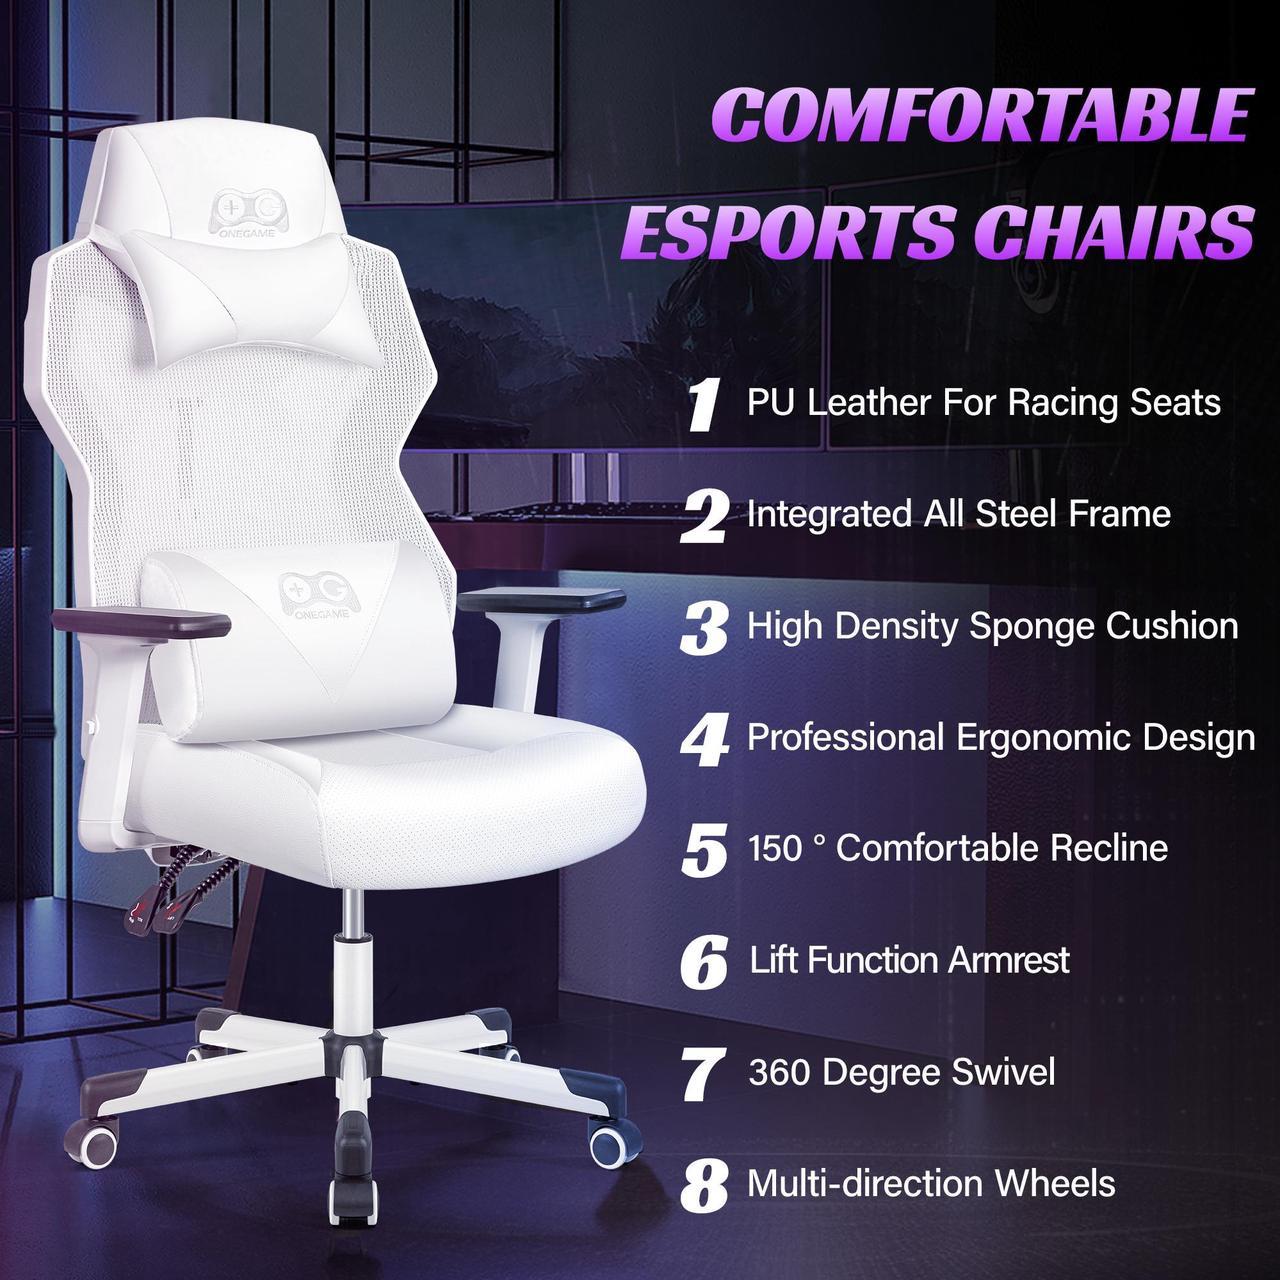 COMFORTABLE
ESPORTS CHAIRS
ONEGAME
ONEGAME
1 PU Leather For Racing Seats
2 Integrated All Steel Frame
3 High Density Sponge Cushion
4 Professional Ergonomic Design
5 150 ° Comfortable Recline
6 Lift Function Armrest
7 360 Degree Swivel
8 Multi-direction Wheels